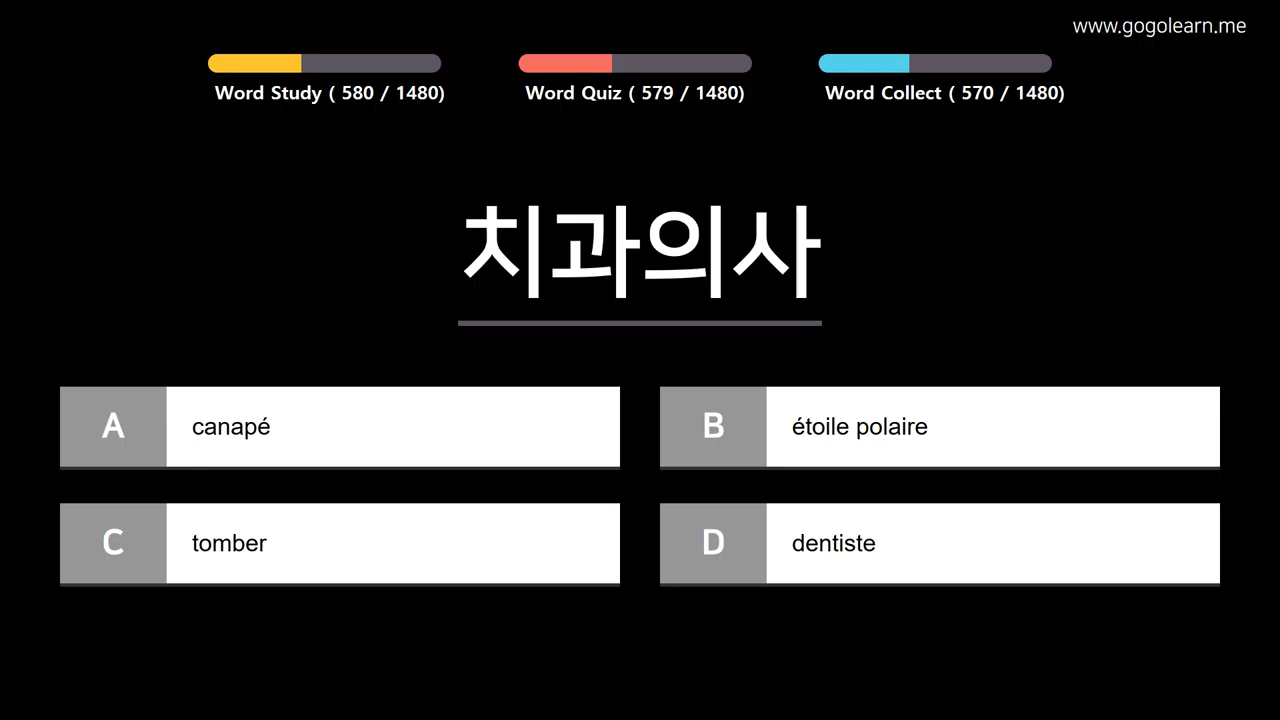 www.gogolearn.me
Word Study ( 580 / 1480)
Word Quiz ( 579 / 1480)
Word Collect ( 570 / 1480)
치과의사
A canapé
B étoile polaire
C tomber
D dentiste